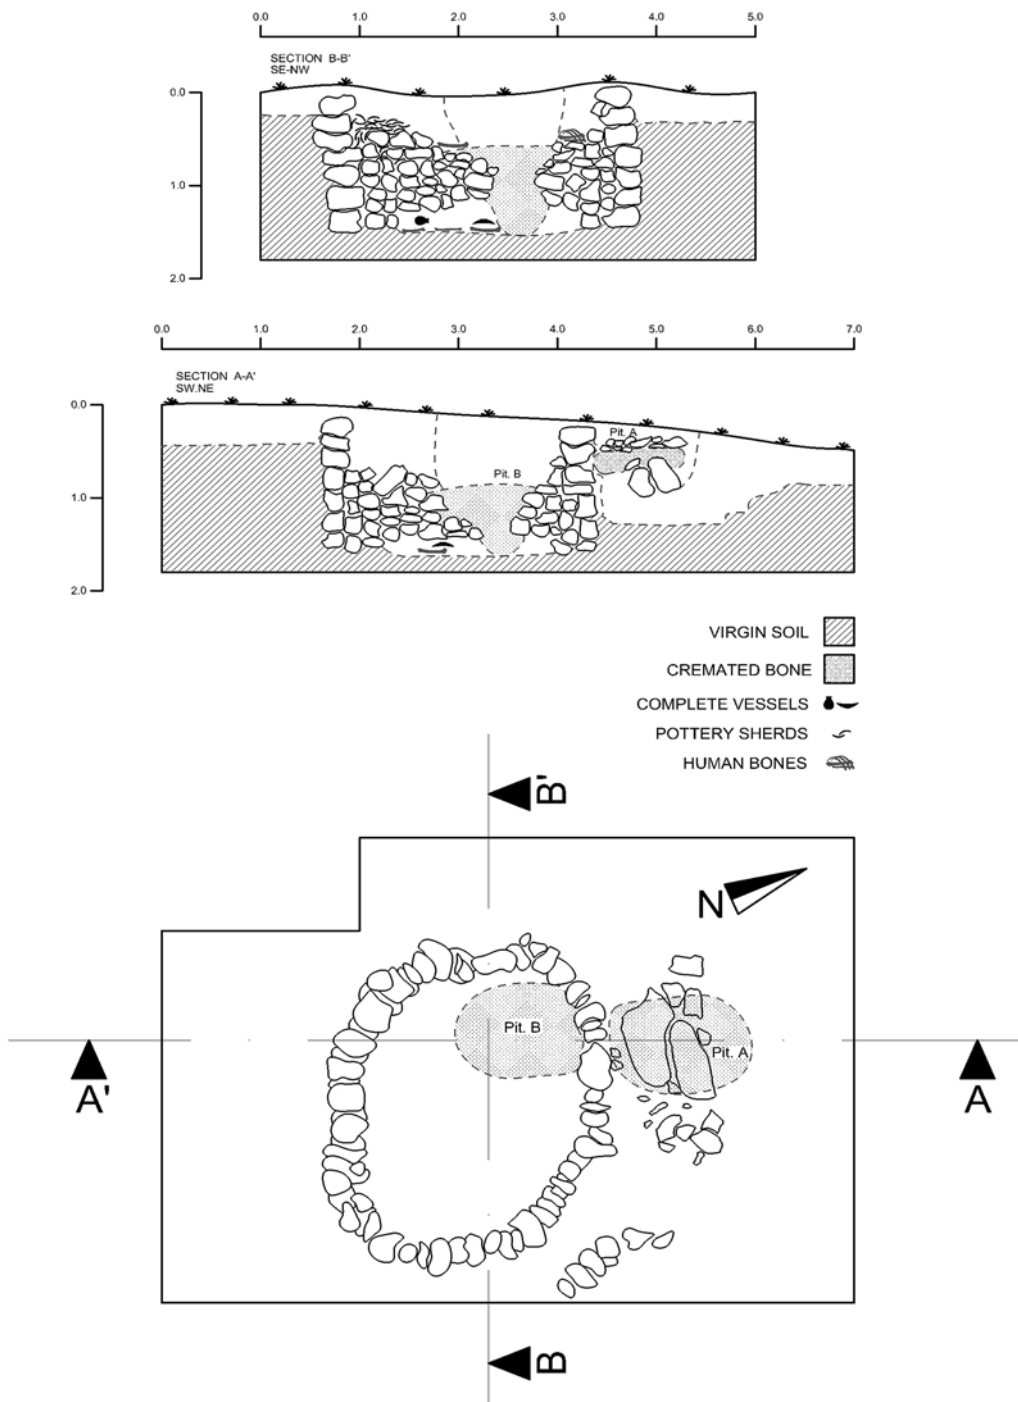 0.0 1.0 2.0 3.0 4.0 5.0
SECTION B-B'
SE-NW
0.0
1.0
2.0
0.0 1.0 2.0 3.0 4.0 5.0 6.0 7.0
SECTION A-A'
SW.NE
0.0
Pit. A
Pit. B
1.0
2.0
VIRGIN SOIL
CREMATED BONE
COMPLETE VESSELS
POTTERY SHERDS
HUMAN BONES
B'
N
Pit. B
Pit. A
A'
A
B